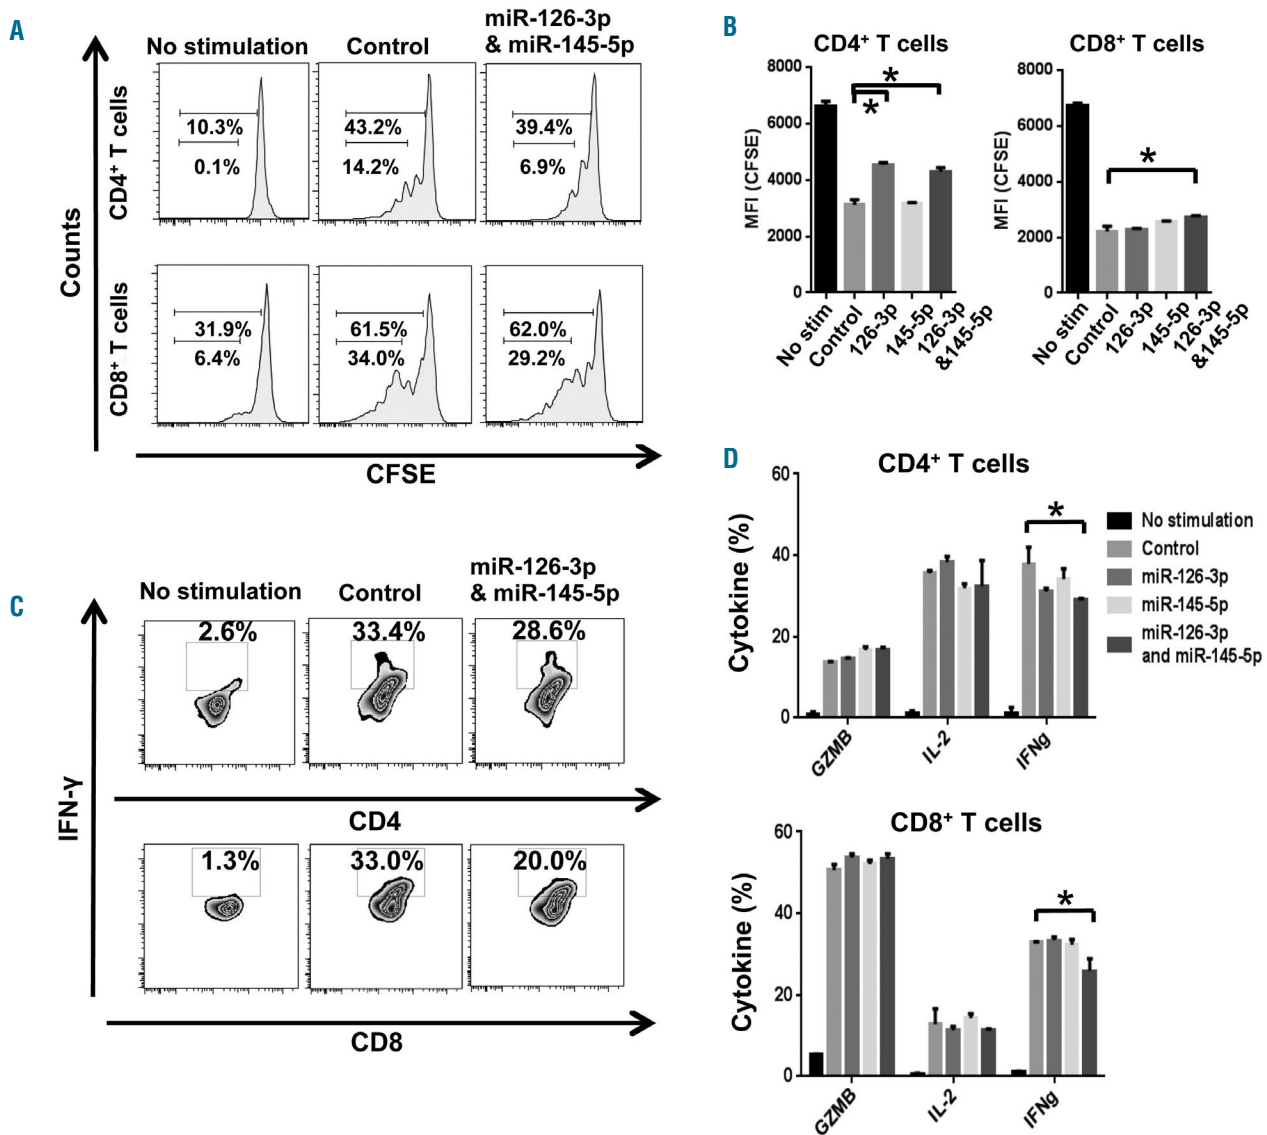 A
No stimulation
Control
miR-126-3p
& miR-145-5p
Counts
CD4+ T cells
10.3%
0.1%
43.2%
14.2%
39.4%
6.9%
CD8+ T cells
31.9%
6.4%
61.5%
34.0%
62.0%
29.2%
CFSE
B
CD4+ T cells
MFI (CFSE)
8000
6000
4000
2000
0
*
*
No stim
Control
126-3p
145-5p
126-3p
&145-5p
CD8+ T cells
MFI (CFSE)
8000
6000
4000
2000
0
*
No stim
Control
126-3p
145-5p
126-3p
&145-5p
C
No stimulation
Control
miR-126-3p
& miR-145-5p
IFN-γ
2.6%
33.4%
28.6%
CD4
1.3%
33.0%
20.0%
CD8
D
CD4+ T cells
Cytokine (%)
60
40
20
0
*
GZMB
IL-2
IFNg
No stimulation
Control
miR-126-3p
miR-145-5p
miR-126-3p
and miR-145-5p
CD8+ T cells
Cytokine (%)
60
40
20
0
*
GZMB
IL-2
IFNg